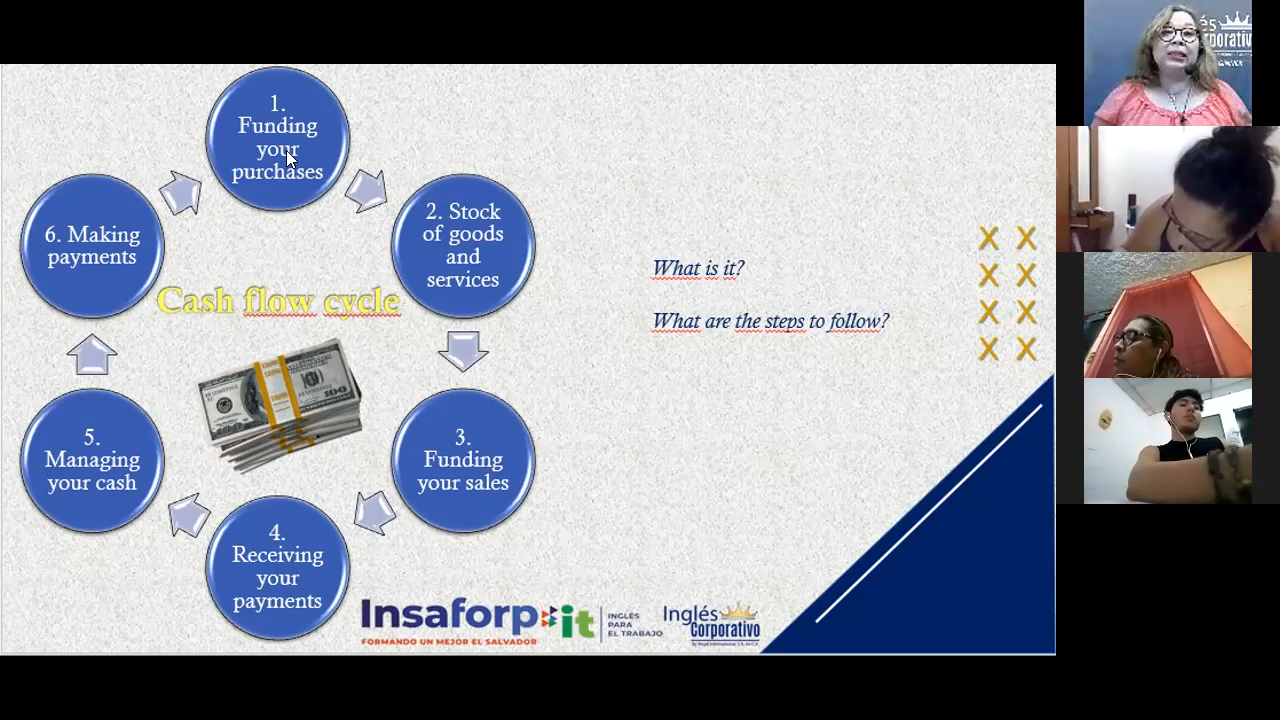 1.
Funding
your
purchases
2. Stock
of goods
and
services
3.
Funding
your sales
4.
Receiving
your
payments
5.
Managing
your cash
6. Making
payments
Cash flow cycle
What is it?
What are the steps to follow?
X X
X X
X X
X X
Insaforp it
FORMANDO UN MEJOR EL SALVADOR
INGLÉS
PARA
EL TRABAJO
Inglés
Corporativo